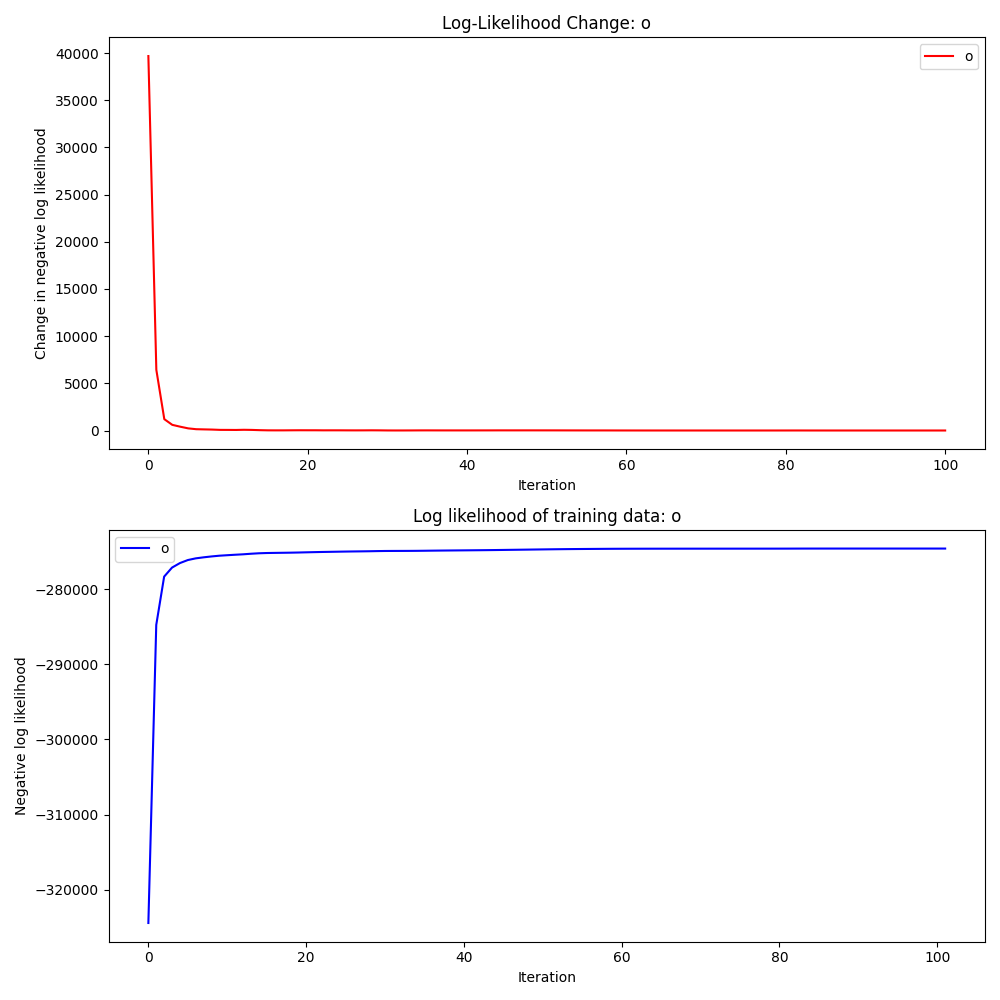 Log-Likelihood Change: o
o
Change in negative log likelihood
40000
35000
30000
25000
20000
15000
10000
5000
0
0 20 40 60 80 100
Iteration
Log likelihood of training data: o
o
Negative log likelihood
−280000
−290000
−300000
−310000
−320000
0 20 40 60 80 100
Iteration